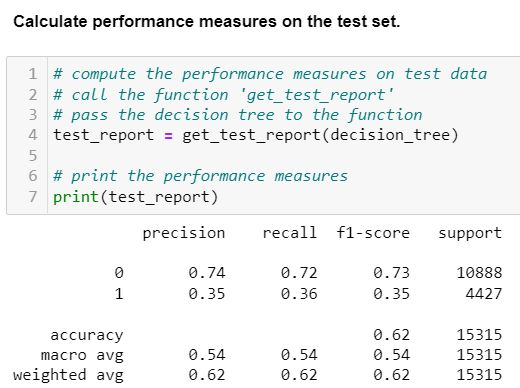 Calculate performance measures on the test set.
1 # compute the performance measures on test data
2 # call the function 'get_test_report'
3 # pass the decision tree to the function
4 test_report = get_test_report(decision_tree)
5
6 # print the performance measures
7 print(test_report)
precision recall f1-score support
0 0.74 0.72 0.73 10888
1 0.35 0.36 0.35 4427
accuracy 0.62 15315
macro avg 0.54 0.54 0.54 15315
weighted avg 0.62 0.62 0.62 15315